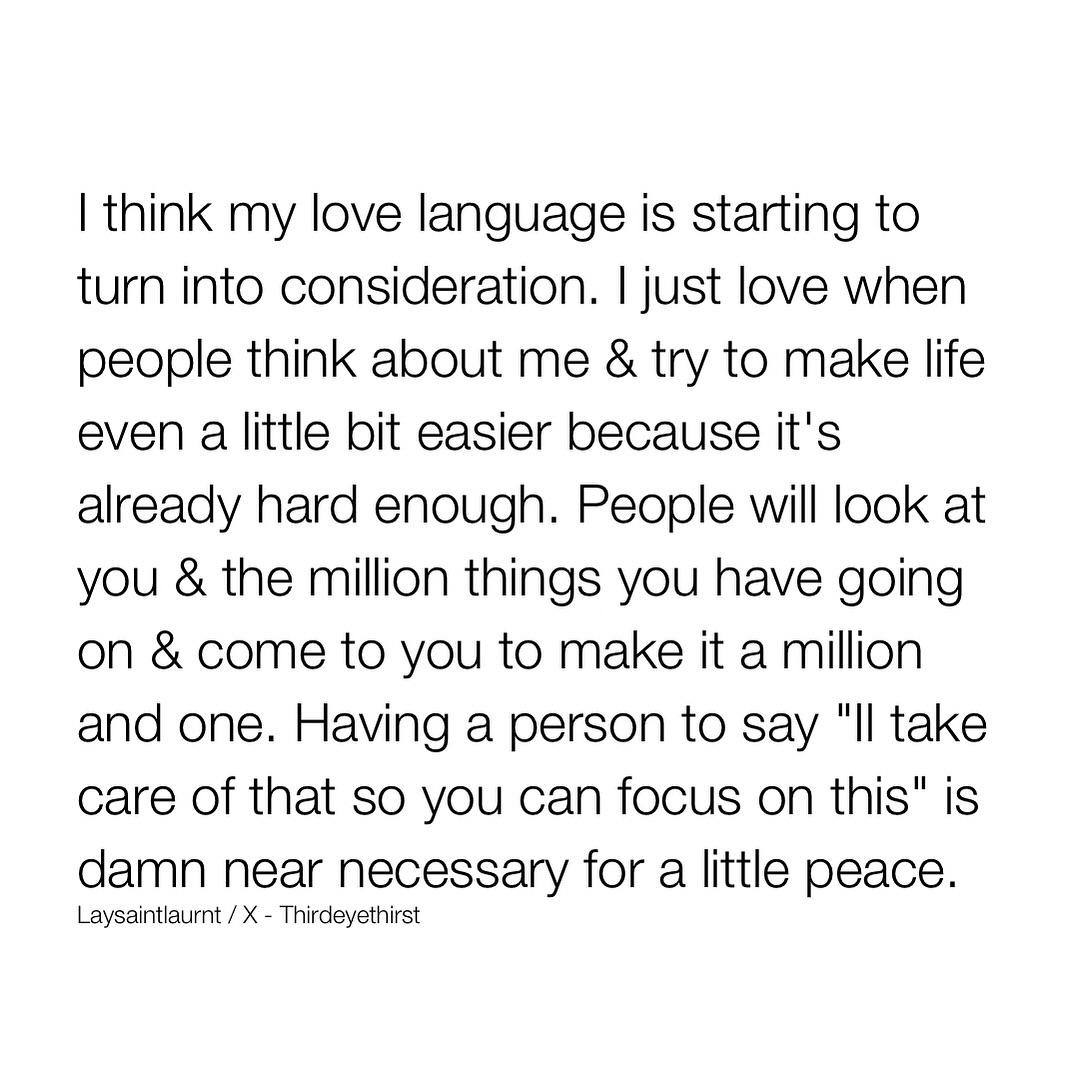 I think my love language is starting to
turn into consideration. I just love when
people think about me & try to make life
even a little bit easier because it's
already hard enough. People will look at
you & the million things you have going
on & come to you to make it a million
and one. Having a person to say "Il take
care of that so you can focus on this" is
damn near necessary for a little peace.
Laysaintlaurnt / X - Thirdeyethirst